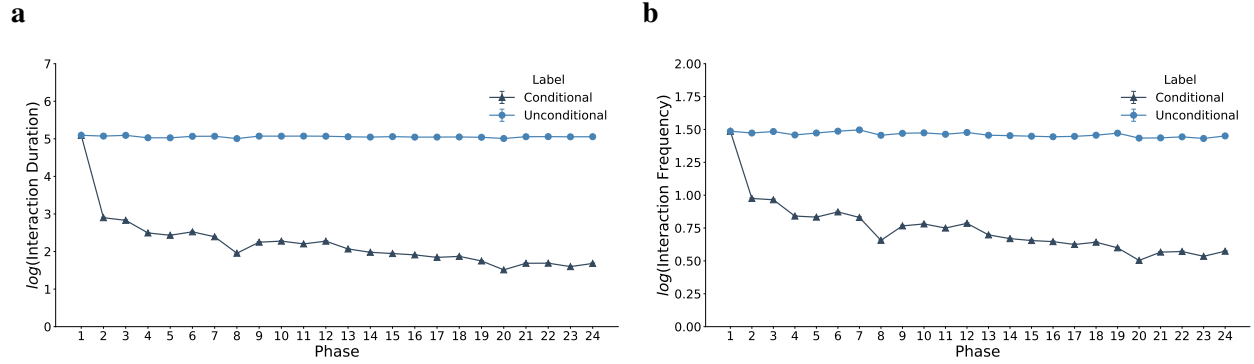 a
7
6
5
4
3
2
1
0
log(Interaction Duration)
Label
Conditional
Unconditional
1 2 3 4 5 6 7 8 9 10 11 12 13 14 15 16 17 18 19 20 21 22 23 24
Phase
b
2.00
1.75
1.50
1.25
1.00
0.75
0.50
0.25
0.00
log(Interaction Frequency)
Label
Conditional
Unconditional
1 2 3 4 5 6 7 8 9 10 11 12 13 14 15 16 17 18 19 20 21 22 23 24
Phase